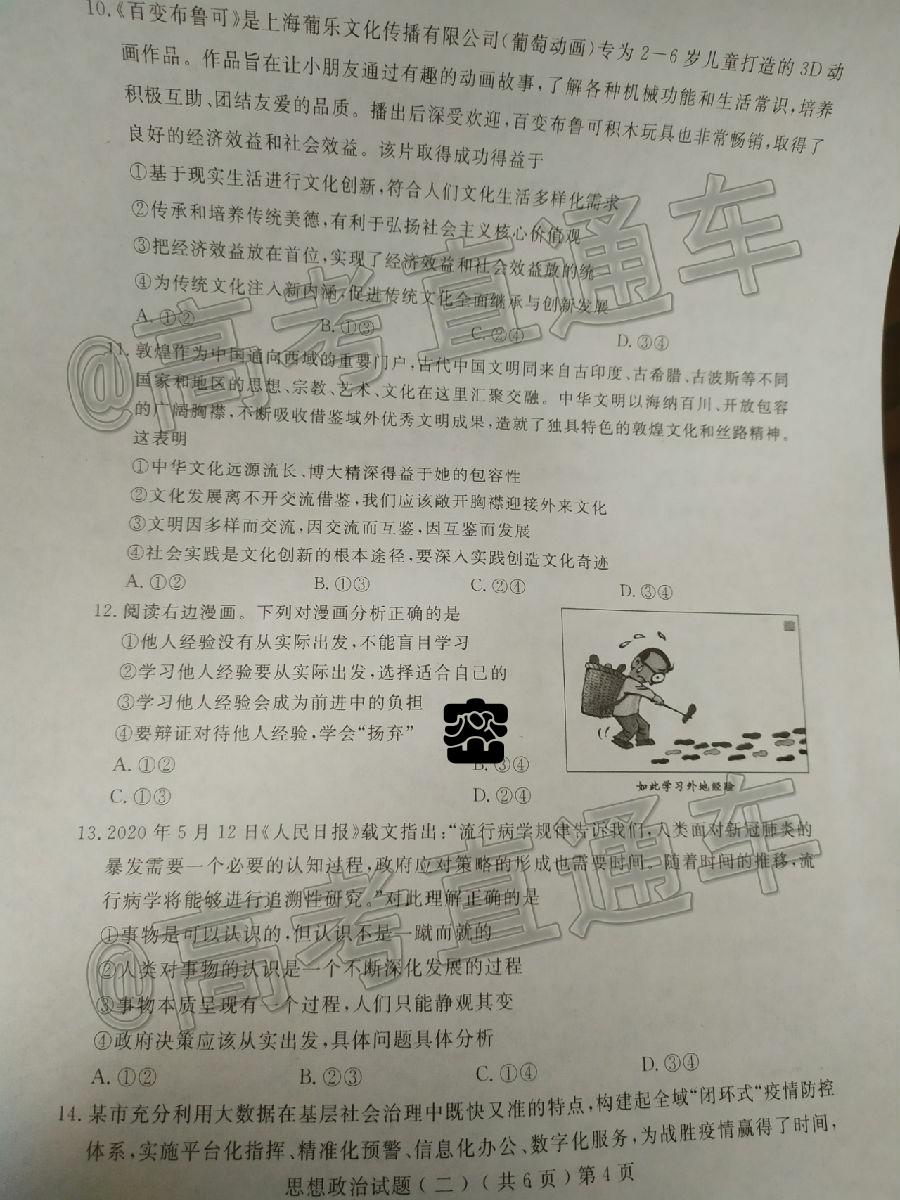 10.《百变布鲁可》是上海葡乐文化传播有限公司(葡萄动画)专为2—6岁儿童打造的3D动
画作品。作品旨在让小朋友通过有趣的动画故事,了解各种机械功能和生活常识,培养
积极互助、团结友爱的品质。播出后深受欢迎,百变布鲁可积木玩具也非常畅销,取得了
良好的经济效益和社会效益。该片取得成功得益于
①基于现实生活进行文化创新,符合人们文化生活多样化需求
②传承和培养传统美德,有利于弘扬社会主义核心价值观
③把经济效益放在首位,实现了经济效益和社会效益的统
④为传统文化注入新内涵,促进传统文化全面继承与创新发展
A.①② B.①③ C.②④ D.③④
11.敦煌作为中国通向西域的重要门户,古代中国文明同来自古印度、古希腊、古波斯等不同
国家和地区的思想、宗教、艺术、文化在这里汇聚交融。中华文明以海纳百川、开放包容
的广阔胸襟,不断吸收借鉴域外优秀文明成果,造就了独具特色的敦煌文化和丝路精神。
这表明
①中华文化远源流长、博大精深得益于她的包容性
②文化发展离不开交流借鉴,我们应该敞开胸襟迎接外来文化
③文明因多样而交流,因交流而互鉴,因互鉴而发展
④社会实践是文化创新的根本途径,要深入实践创造文化奇迹
A.①② B.①③ C.②④ D.③④
12.阅读右边漫画。下列对漫画分析正确的是
①他人经验没有从实际出发,不能盲目学习
②学习他人经验要从实际出发,选择适合自己的
③学习他人经验会成为前进中的负担
④要辩证对待他人经验,学会“扬弃”
密
A.①② B.③④
C.①③ D.②④
如此学习外地经验
13.2020年5月12日《人民日报》载文指出:“流行病学规律告诉我们,人类面对新冠肺炎的
暴发需要一个必要的认知过程,政府应对策略的形成也需要时间。随着时间的推移,流
行病学将能够进行追溯性研究。”对此理解正确的是
①事物是可以认识的,但认识不是一蹴而就的
②人类对事物的认识是一个不断深化发展的过程
③事物本质呈现有一个过程,人们只能静观其变
④政府决策应该从实出发,具体问题具体分析
A.①② B.②③ C.①④ D.③④
14.某市充分利用大数据在基层社会治理中既快又准的特点,构建起全域“闭环式”疫情防控
体系,实施平台化指挥、精准化预警、信息化办公、数字化服务,为战胜疫情赢得了时间,
思想政治试题(二)(共6页)第4页
@高考直通车
@高考直通车